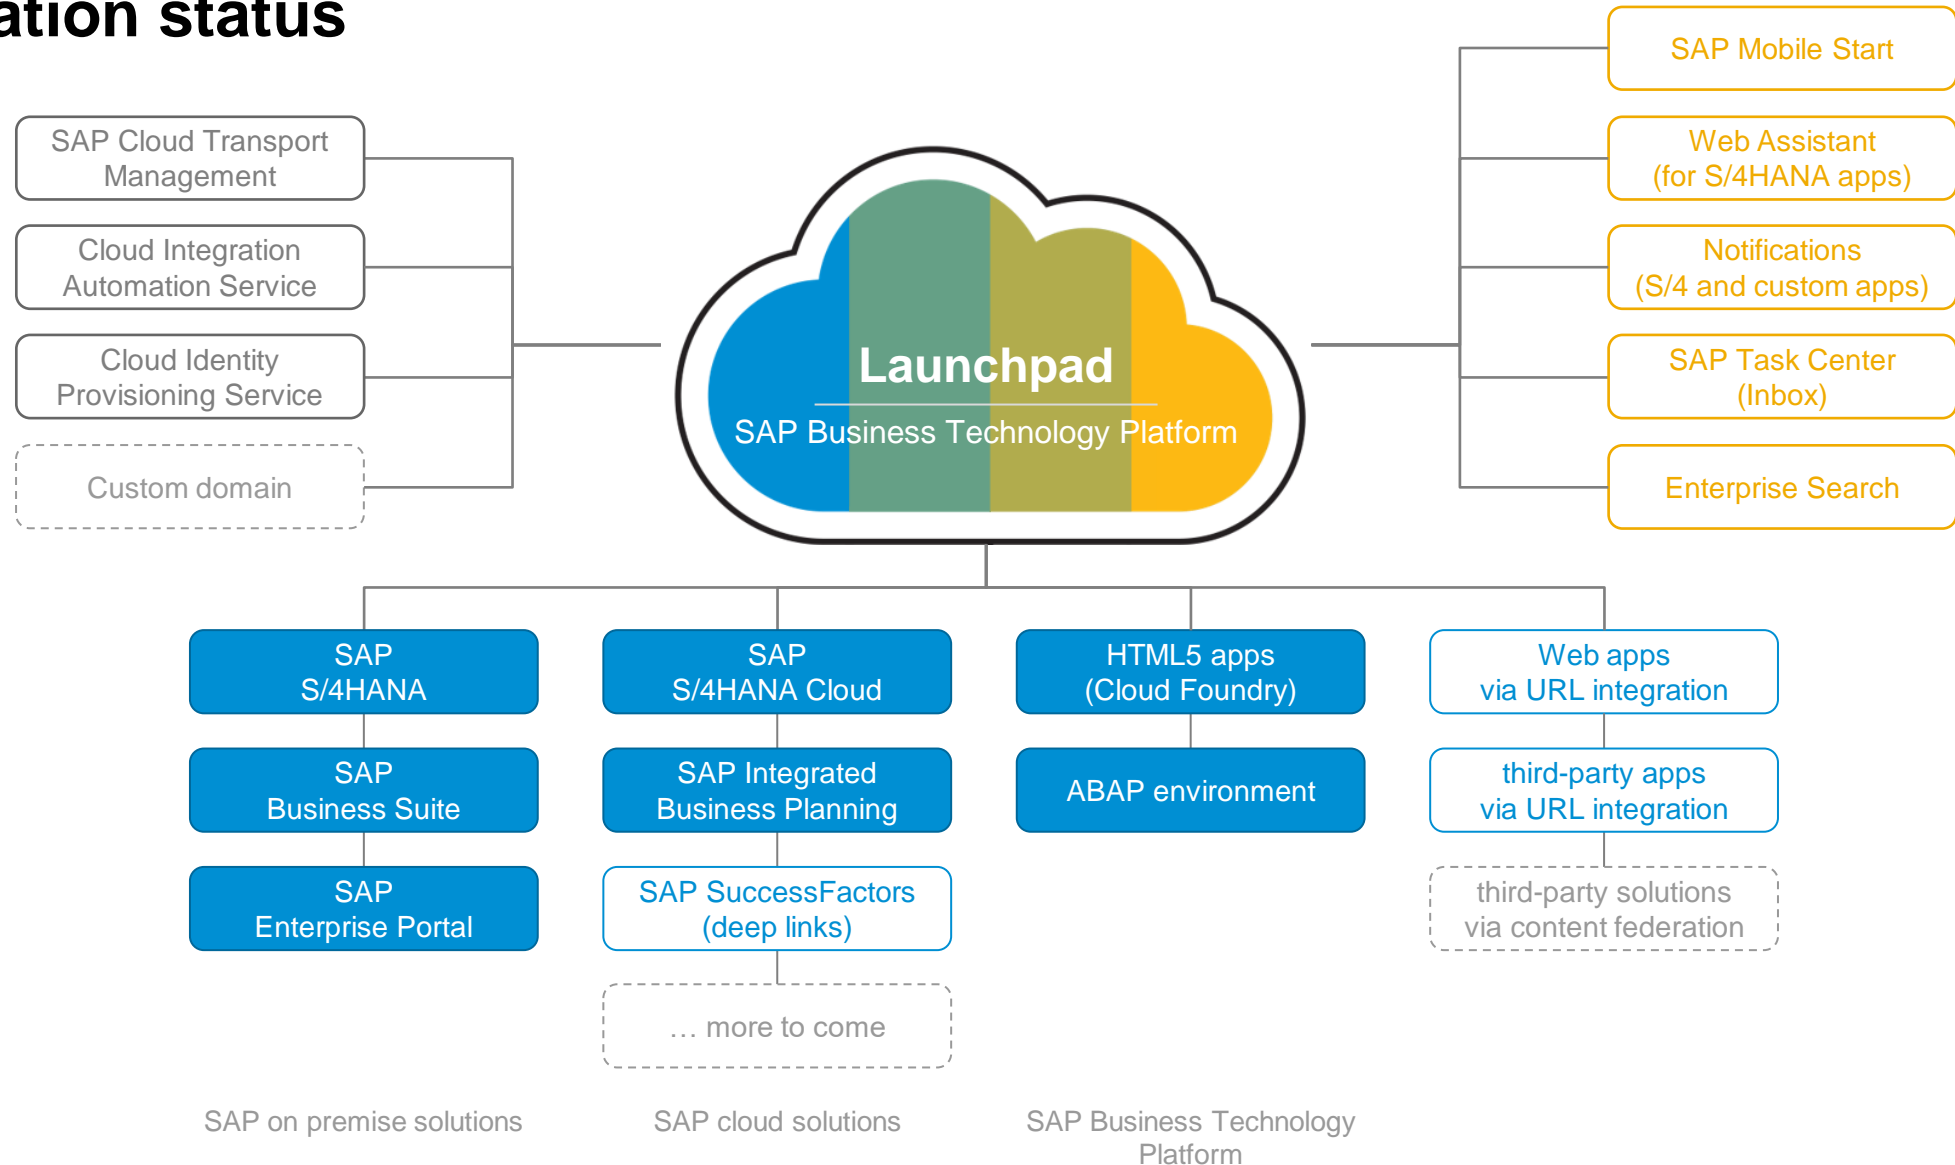 ation status
SAP Mobile Start
SAP Cloud Transport
Management
Web Assistant
(for S/4HANA apps)
Cloud Integration
Automation Service
Notifications
(S/4 and custom apps)
Cloud Identity
Provisioning Service
SAP Task Center
(Inbox)
Custom domain
Enterprise Search
Launchpad
SAP Business Technology Platform
SAP
S/4HANA
SAP
Business Suite
SAP
Enterprise Portal
SAP
S/4HANA Cloud
SAP Integrated
Business Planning
SAP SuccessFactors
(deep links)
… more to come
HTML5 apps
(Cloud Foundry)
ABAP environment
Web apps
via URL integration
third-party apps
via URL integration
third-party solutions
via content federation
SAP on premise solutions
SAP cloud solutions
SAP Business Technology
Platform